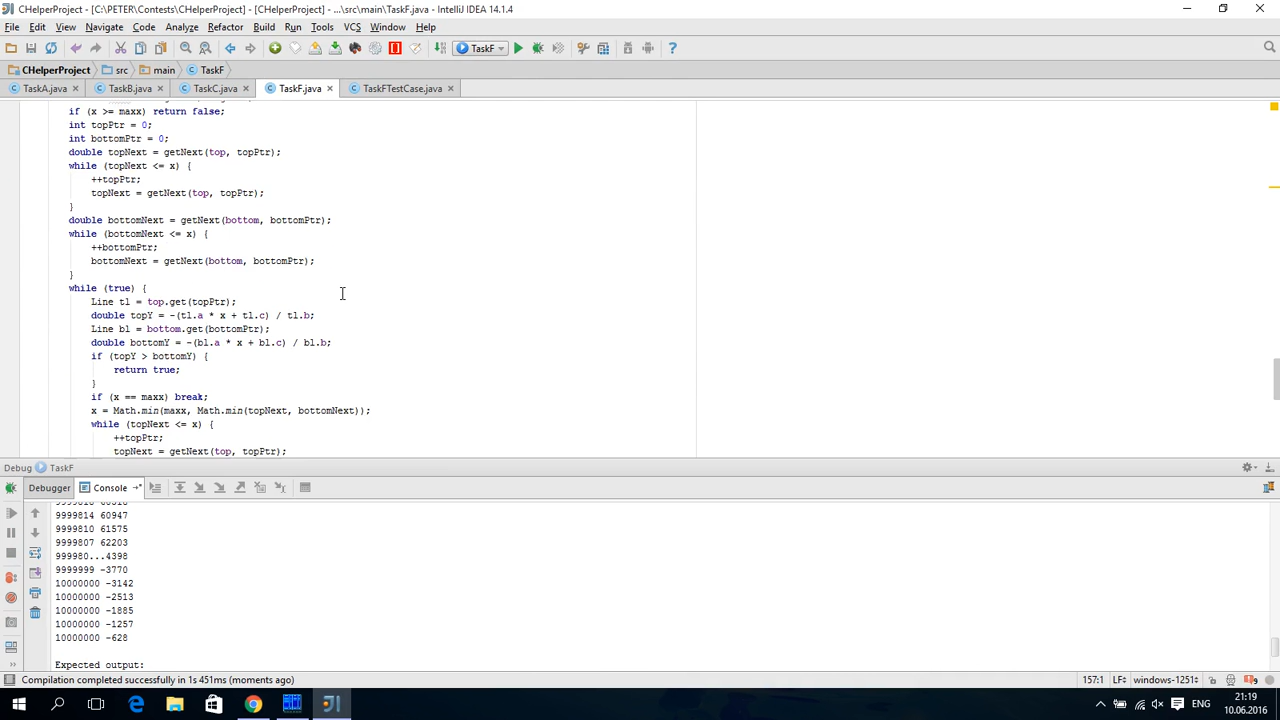 CHelperProject - [C:\PETER\Contests\CHelperProject] - [CHelperProject] - ...\src\main\TaskF.java - IntelliJ IDEA 14.1.4
File Edit View Navigate Code Analyze Refactor Build Run Tools VCS Window Help
TaskF
CHelperProject src main TaskF
TaskA.java TaskB.java TaskC.java TaskF.java TaskFTestCase.java
if (x >= maxx) return false;
int topPtr = 0;
int bottomPtr = 0;
double topNext = getNext(top, topPtr);
while (topNext <= x) {
++topPtr;
topNext = getNext(top, topPtr);
}
double bottomNext = getNext(bottom, bottomPtr);
while (bottomNext <= x) {
++bottomPtr;
bottomNext = getNext(bottom, bottomPtr);
}
while (true) {
Line tl = top.get(topPtr);
double topY = -(tl.a * x + tl.c) / tl.b;
Line bl = bottom.get(bottomPtr);
double bottomY = -(bl.a * x + bl.c) / bl.b;
if (topY > bottomY) {
return true;
}
if (x == maxx) break;
x = Math.min(maxx, Math.min(topNext, bottomNext));
while (topNext <= x) {
++topPtr;
topNext = getNext(top, topPtr);
Debug TaskF
Debugger Console
9999814 60947
9999810 61575
9999807 62203
999980...4398
9999999 -3770
10000000 -3142
10000000 -2513
10000000 -1885
10000000 -1257
10000000 -628
Expected output:
Compilation completed successfully in 1s 451ms (moments ago) 157:1 LF windows-1251
ENG 21:19
10.06.2016